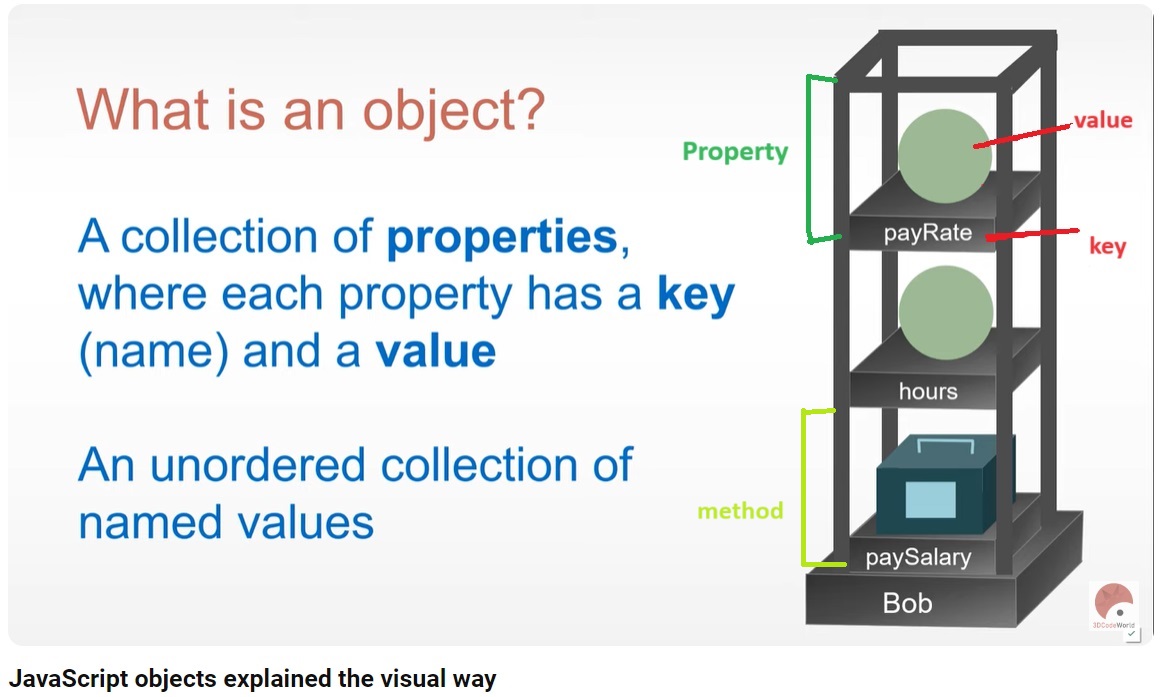 What is an object?
A collection of properties,
where each property has a key
(name) and a value
An unordered collection of
named values
Property
value
payRate
key
hours
method
paySalary
Bob
3DCodeWorld
JavaScript objects explained the visual way